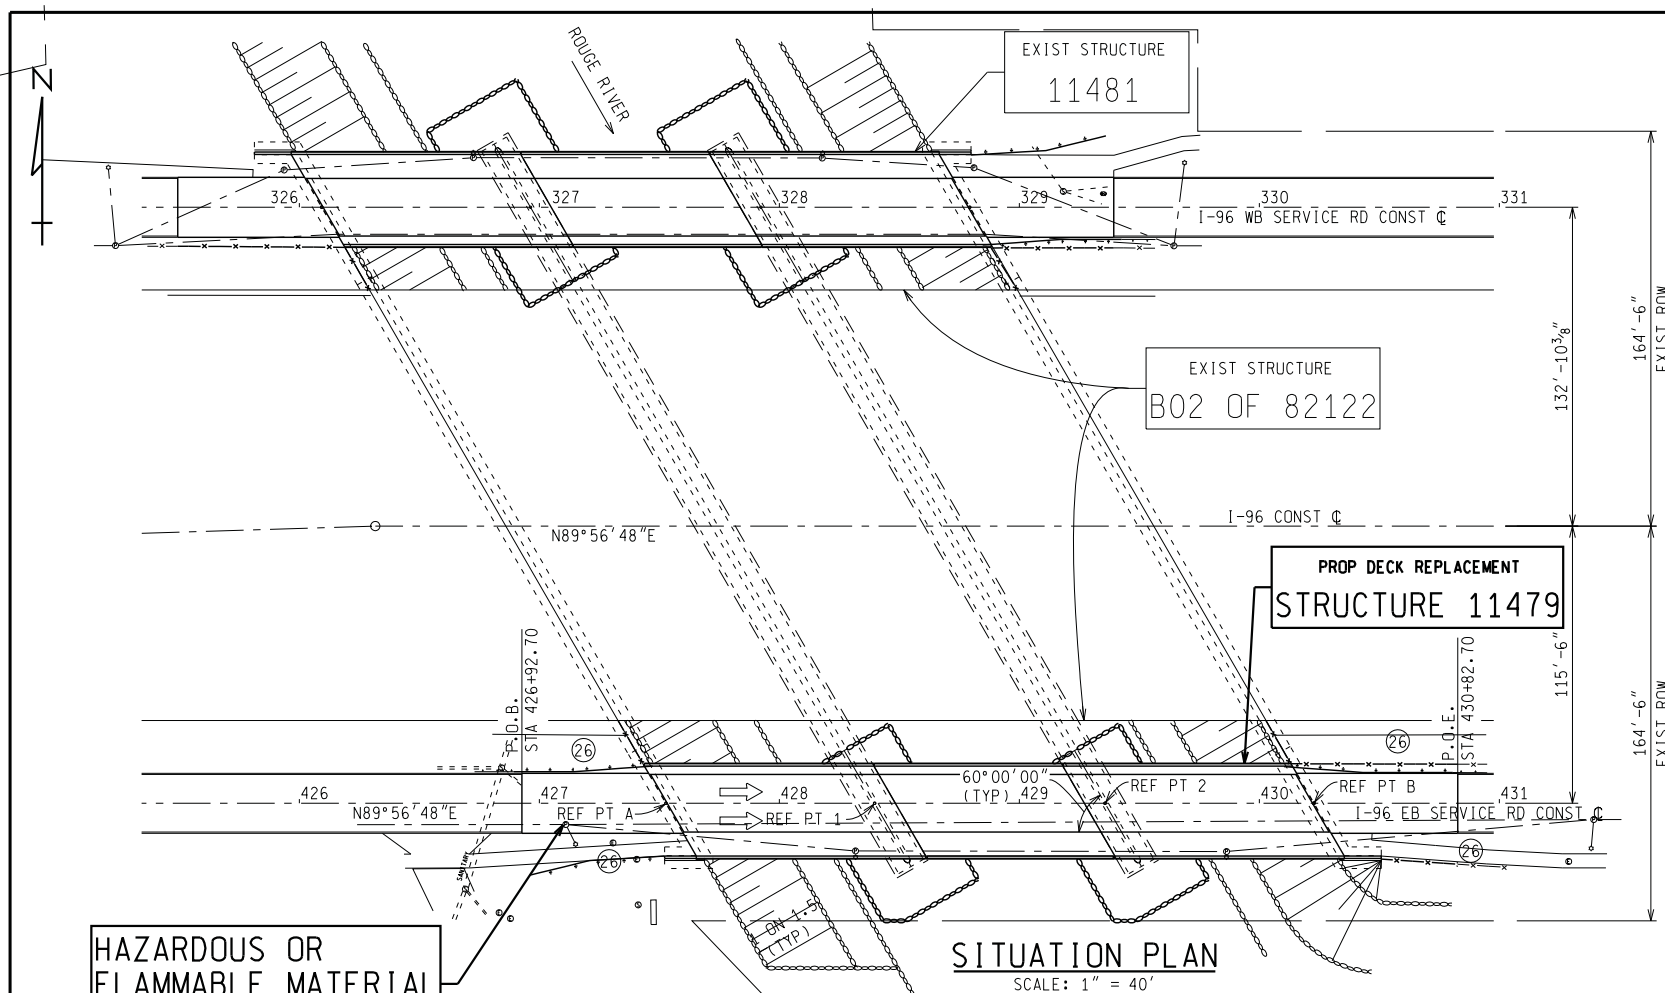 N
ROUGE RIVER
EXIST STRUCTURE
11481
326
327
328
329
330
331
I-96 WB SERVICE RD CONST ℄
132'-10⅜"
164'-6"
EXIST ROW
EXIST STRUCTURE
B02 OF 82122
I-96 CONST ℄
N89°56'48"E
PROP DECK REPLACEMENT
STRUCTURE 11479
115'-6"
164'-6"
EXIST ROW
P.O.B.
STA 426+92.70
P.O.E.
STA 430+82.70
26
26
426
427
428
429
430
431
60°00'00"
(TYP)
N89°56'48"E
REF PT A
REF PT 1
REF PT 2
REF PT B
I-96 EB SERVICE RD CONST ℄
26
26
SANITARY
1 ON 1.5
(TYP)
HAZARDOUS OR
FLAMMABLE MATERIAL
SITUATION PLAN
SCALE: 1" = 40'